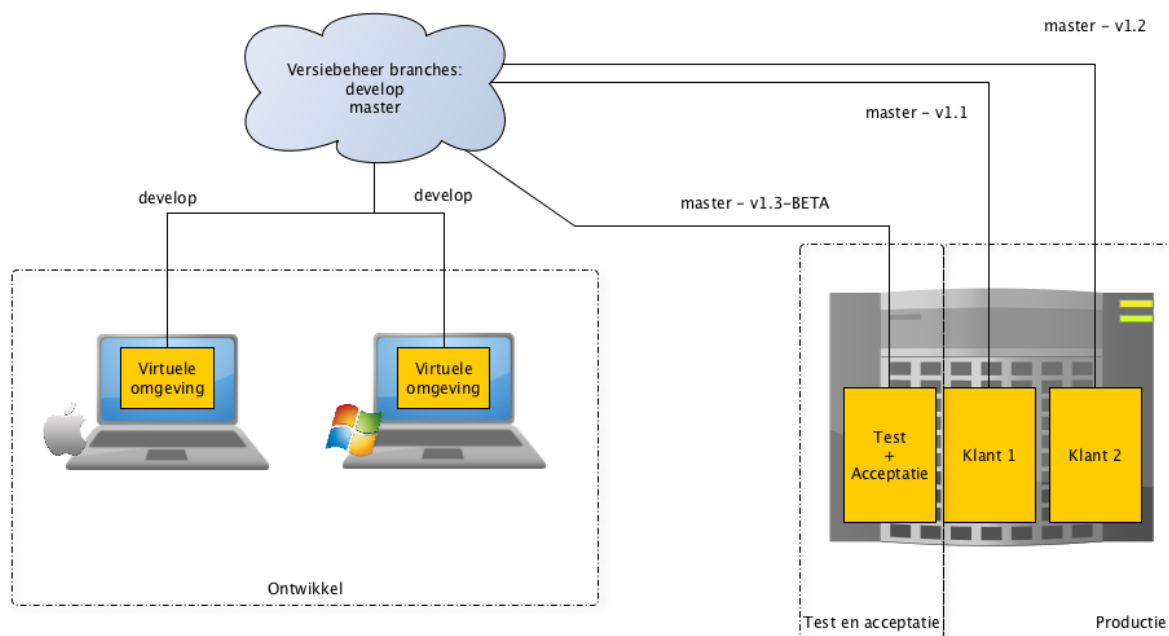 master - v1.2
Versiebeheer branches:
develop
master
master - v1.1
develop
develop
master - v1.3-BETA
Virtuele
omgeving
Virtuele
omgeving
Test
+
Acceptatie
Klant 1
Klant 2
Ontwikkel
Test en acceptatie
Productie